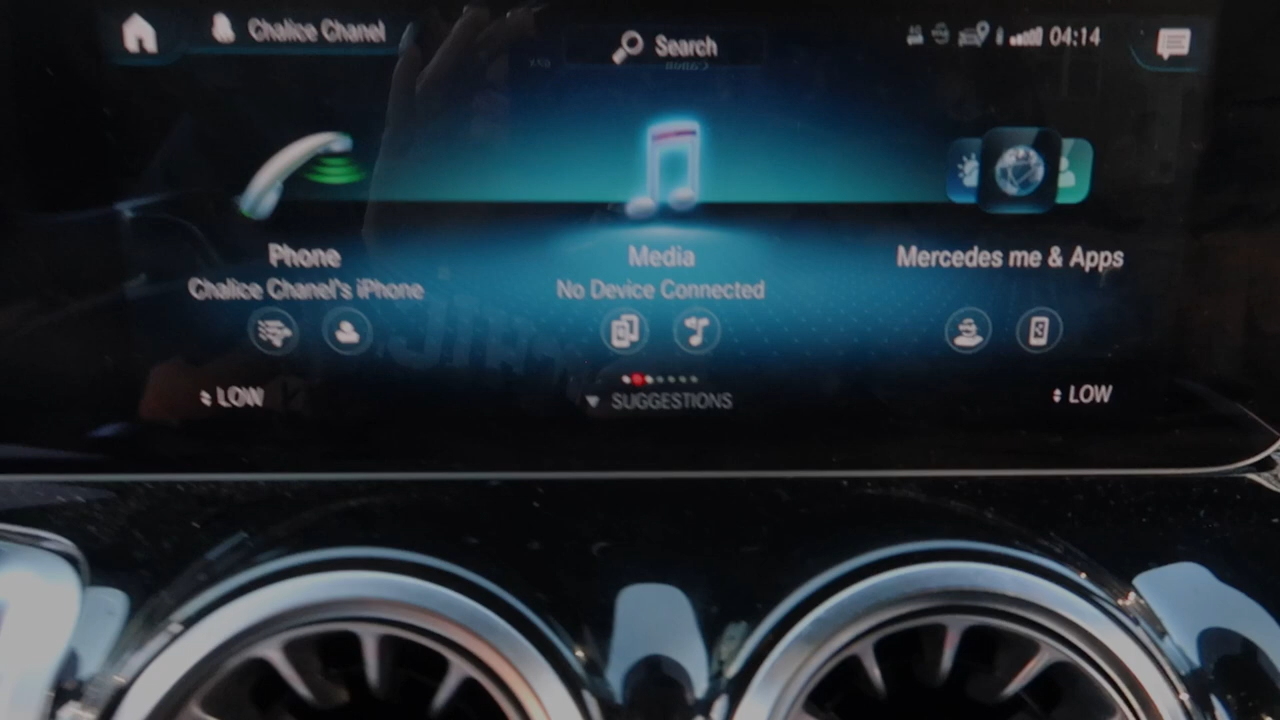 Chalice Chanel
Search
04:14
Canon
Phone
Media
Mercedes me & Apps
Chalice Chanel's iPhone
No Device Connected
LOW
LOW
SUGGESTIONS